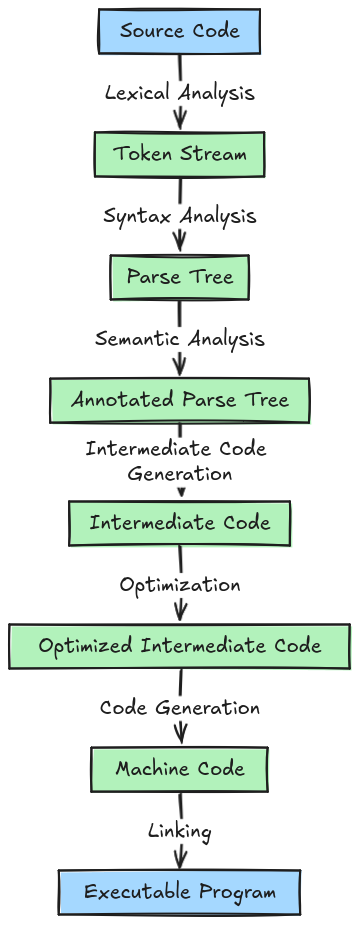 Source Code
Lexical Analysis
Token Stream
Syntax Analysis
Parse Tree
Semantic Analysis
Annotated Parse Tree
Intermediate Code
Generation
Intermediate Code
Optimization
Optimized Intermediate Code
Code Generation
Machine Code
Linking
Executable Program